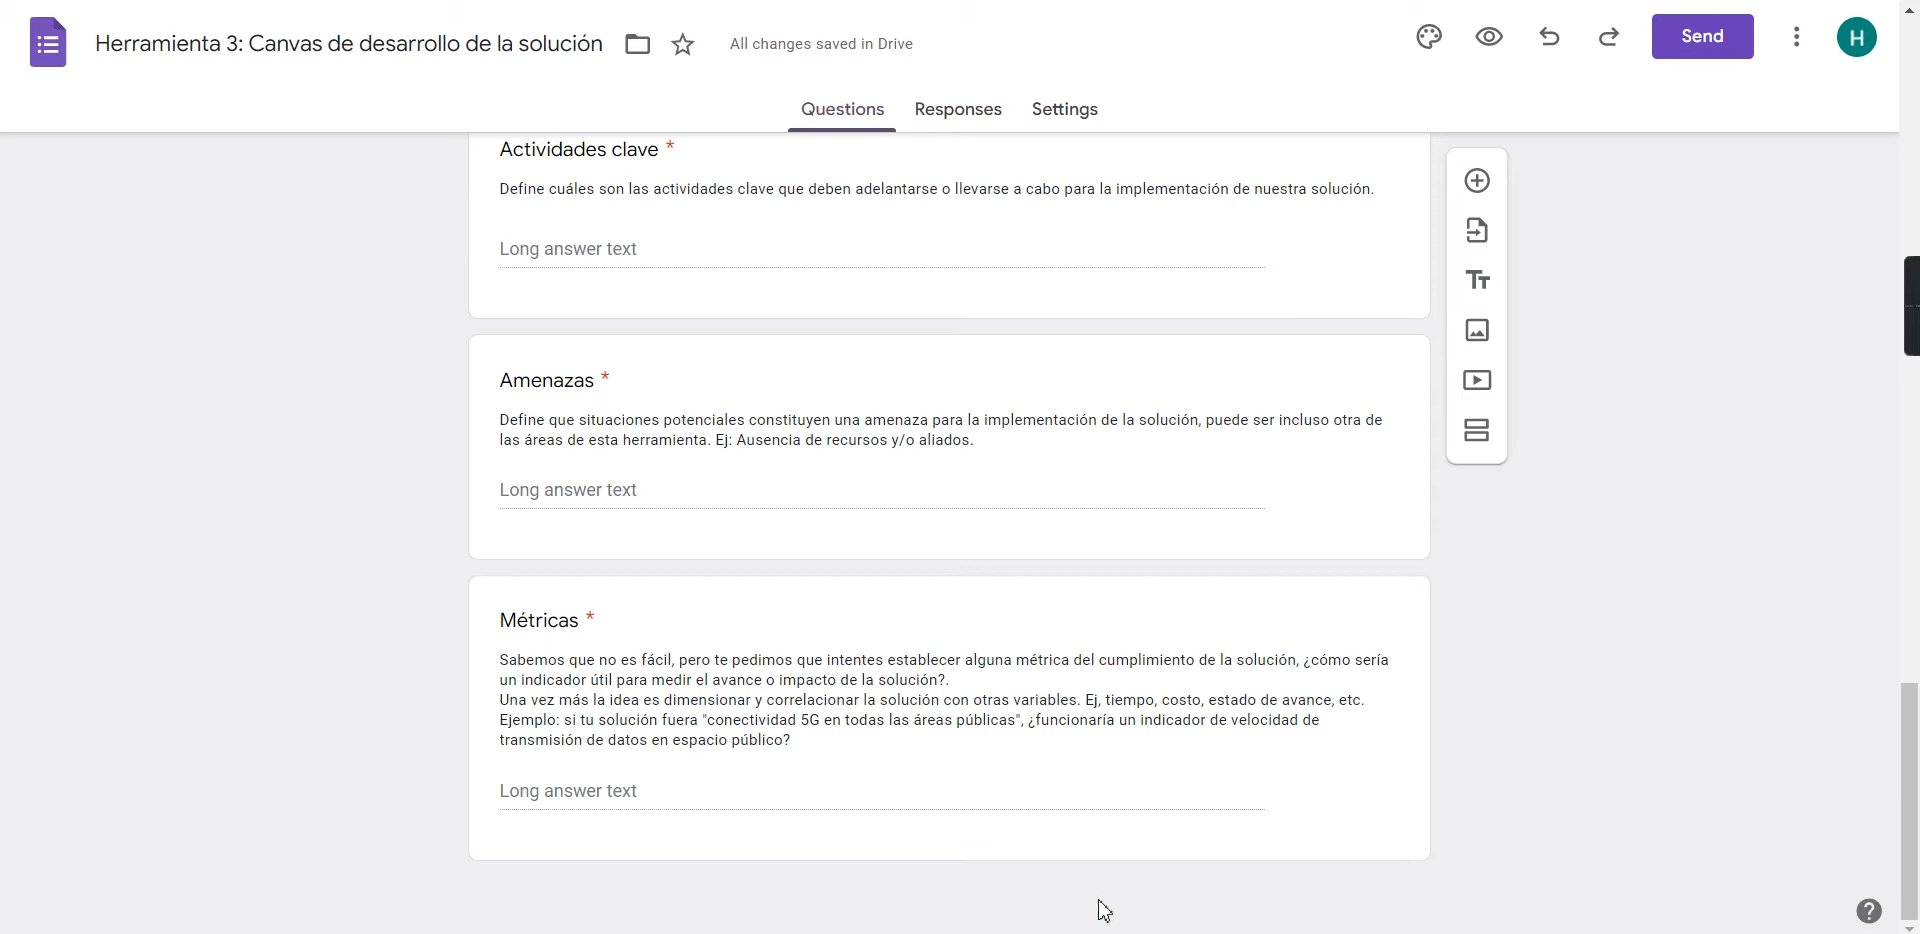 Herramienta 3: Canvas de desarrollo de la solución
All changes saved in Drive
Send
H
Questions
Responses
Settings
Actividades clave *
Define cuáles son las actividades clave que deben adelantarse o llevarse a cabo para la implementación de nuestra solución.
Long answer text
Amenazas *
Define que situaciones potenciales constituyen una amenaza para la implementación de la solución, puede ser incluso otra de
las áreas de esta herramienta. Ej: Ausencia de recursos y/o aliados.
Long answer text
Métricas *
Sabemos que no es fácil, pero te pedimos que intentes establecer alguna métrica del cumplimiento de la solución, ¿cómo sería
un indicador útil para medir el avance o impacto de la solución?.
Una vez más la idea es dimensionar y correlacionar la solución con otras variables. Ej, tiempo, costo, estado de avance, etc.
Ejemplo: si tu solución fuera "conectividad 5G en todas las áreas públicas", ¿funcionaría un indicador de velocidad de
transmisión de datos en espacio público?
Long answer text